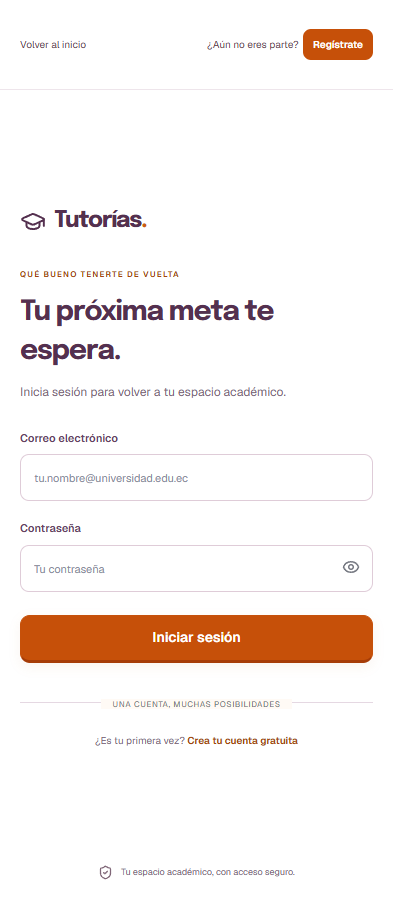 Volver al inicio
¿Aún no eres parte? Regístrate
Tutorías.
QUÉ BUENO TENERTE DE VUELTA
Tu próxima meta te
espera.
Inicia sesión para volver a tu espacio académico.
Correo electrónico
tu.nombre@universidad.edu.ec
Contraseña
Tu contraseña
Iniciar sesión
UNA CUENTA, MUCHAS POSIBILIDADES
¿Es tu primera vez? Crea tu cuenta gratuita
Tu espacio académico, con acceso seguro.